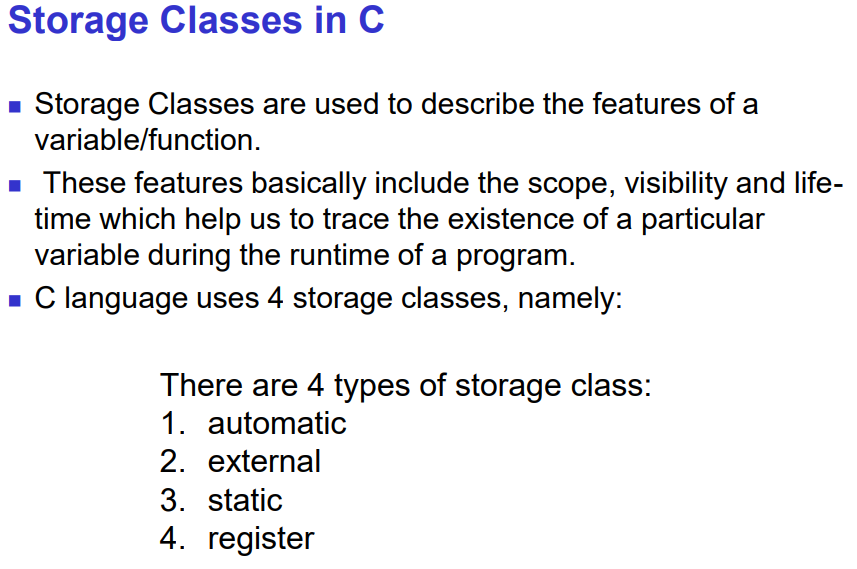 Storage Classes in C
▪ Storage Classes are used to describe the features of a
variable/function.
▪ These features basically include the scope, visibility and life-
time which help us to trace the existence of a particular
variable during the runtime of a program.
▪ C language uses 4 storage classes, namely:
There are 4 types of storage class:
1. automatic
2. external
3. static
4. register